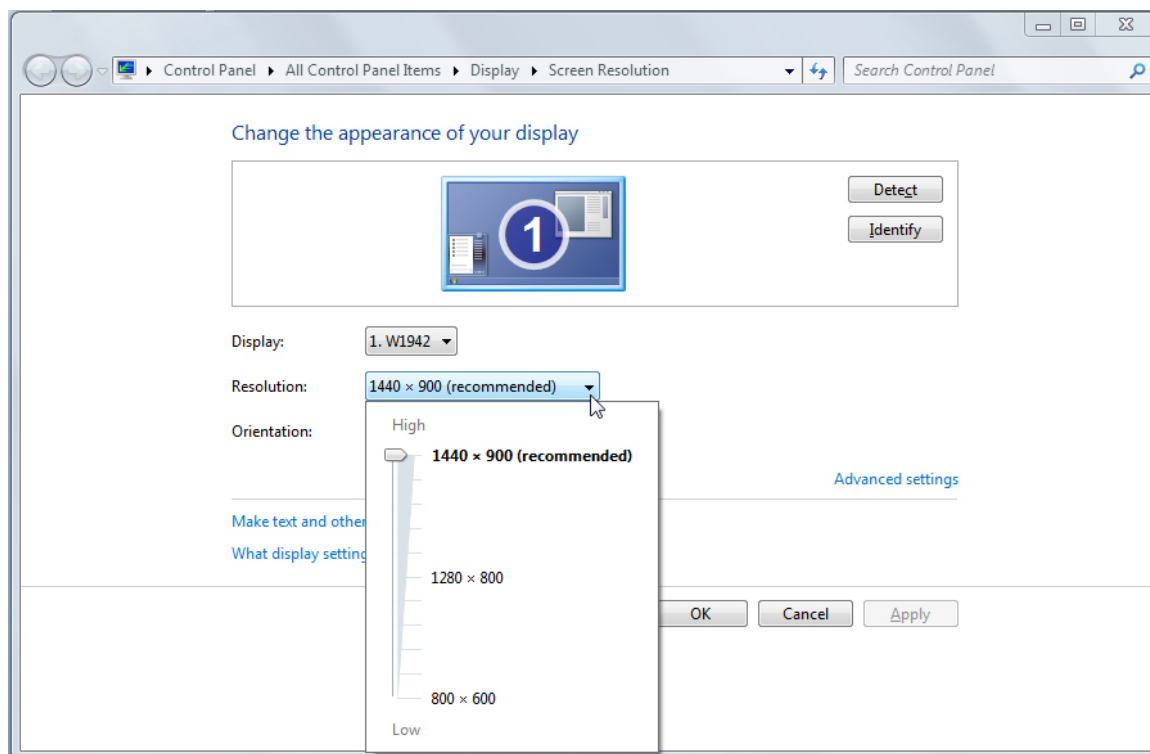 Control Panel ▸ All Control Panel Items ▸ Display ▸ Screen Resolution
Search Control Panel
Change the appearance of your display
1
Detect
Identify
Display: 1. W1942
Resolution: 1440 × 900 (recommended)
Orientation:
High
1440 × 900 (recommended)
Advanced settings
Make text and other
What display setting
1280 × 800
OK Cancel Apply
800 × 600
Low